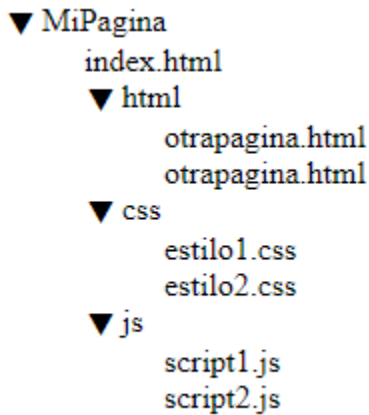 MiPagina
index.html
html
otrapagina.html
otrapagina.html
css
estilo1.css
estilo2.css
js
script1.js
script2.js